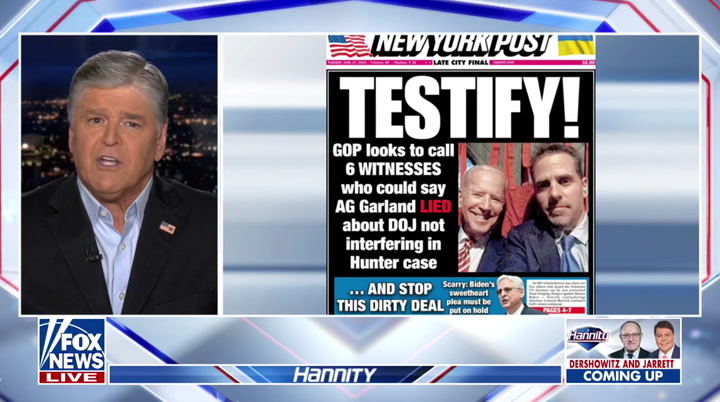 NEW YORK POST
LATE CITY FINAL
TESTIFY!
GOP looks to call
6 WITNESSES
who could say
AG Garland LIED
about DOJ not
interfering in
Hunter case
... AND STOP
THIS DIRTY DEAL
Scarry: Biden's
sweetheart
plea must be
put on hold
PAGES 4-7
FOX
NEWS
LIVE
HANNITY
Hannity
DERSHOWITZ AND JARRETT
COMING UP